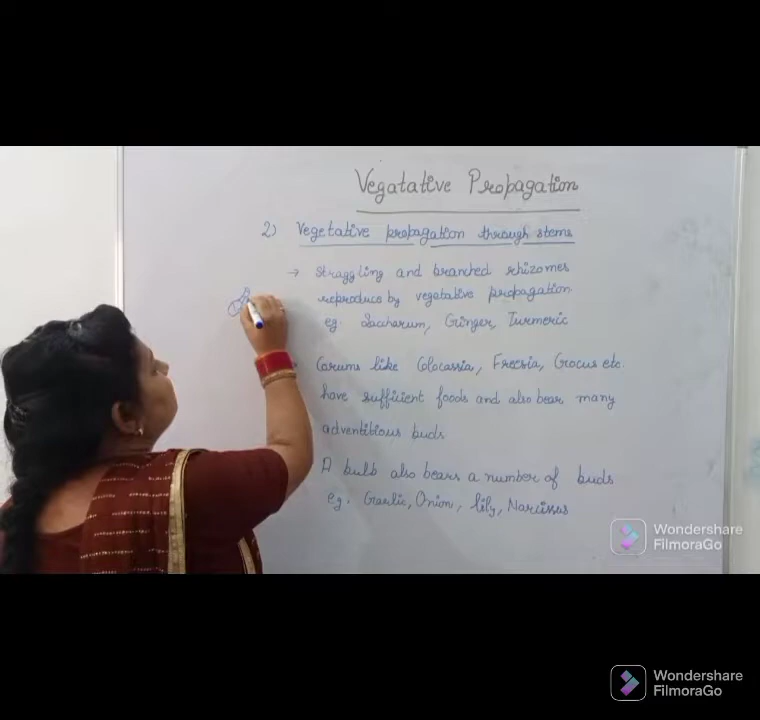 Vegatative Propagation
2) Vegetative propagation through stems
→ Straggling and branched rhizomes
reproduce by vegetative propagation
eg. Saccharum, Ginger, Turmeric
Corums like Colocassia, Freesia, Crocus etc.
have sufficient foods and also bear many
adventitious buds
A bulb also bears a number of buds
eg. Garlic, Onion, lily, Narcissus
Wondershare
FilmoraGo
Wondershare
FilmoraGo